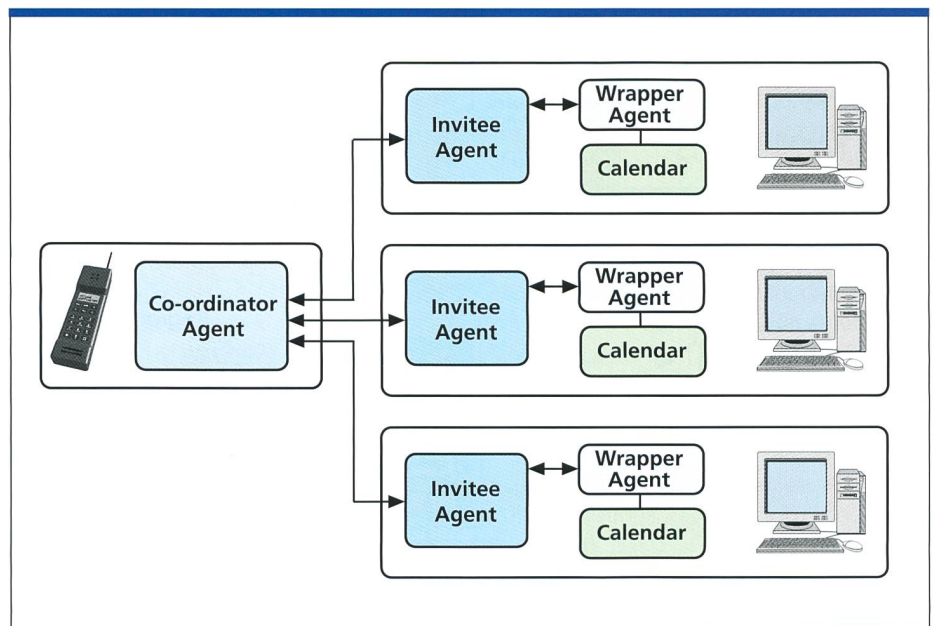 Co-ordinator
Agent
Invitee
Agent
Wrapper
Agent
Calendar
Invitee
Agent
Wrapper
Agent
Calendar
Invitee
Agent
Wrapper
Agent
Calendar